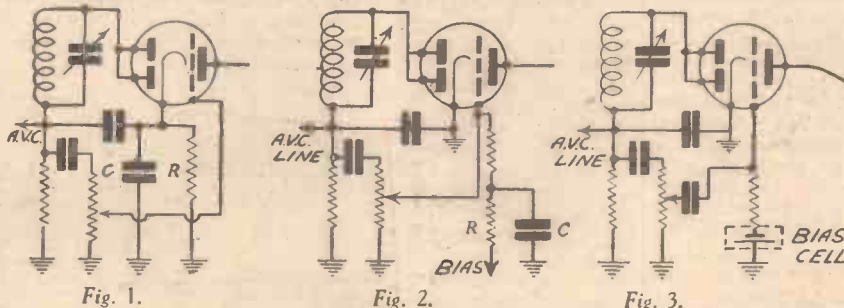 A.V.C.
C
R
Fig. 1.
A.V.C.
LINE
R
C
BIAS
Fig. 2.
A.V.C.
LINE
BIAS
CELL
Fig. 3.